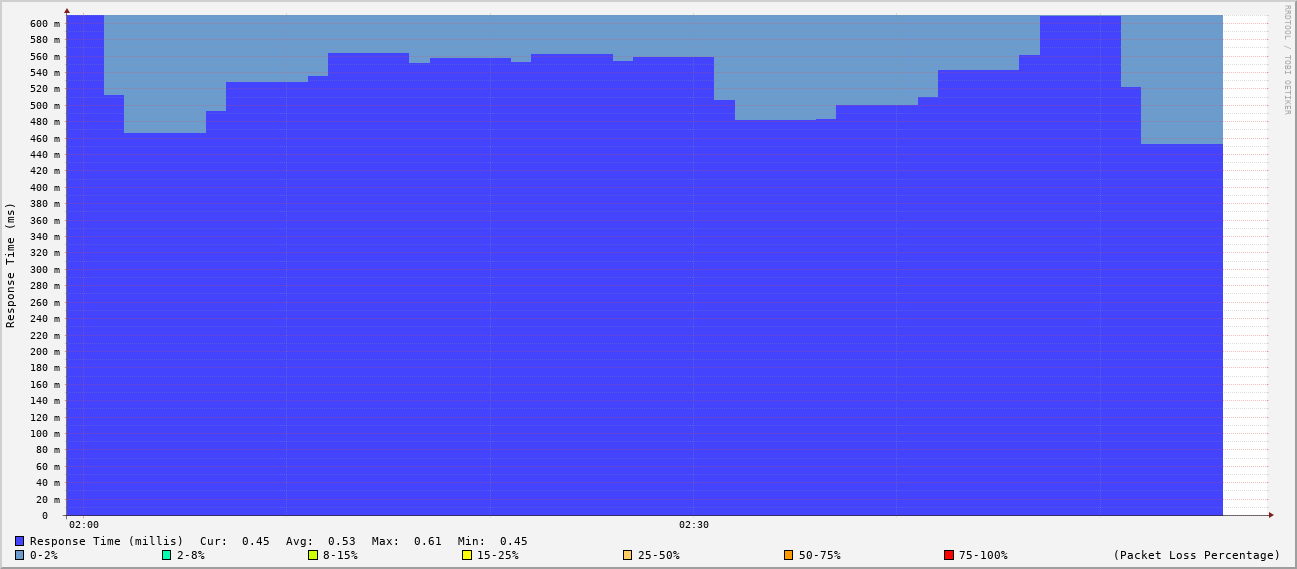 RRDTOOL / TOBI OETIKER
Response Time (ms)
600 m
580 m
560 m
540 m
520 m
500 m
480 m
460 m
440 m
420 m
400 m
380 m
360 m
340 m
320 m
300 m
280 m
260 m
240 m
220 m
200 m
180 m
160 m
140 m
120 m
100 m
80 m
60 m
40 m
20 m
0
02:00 02:30
Response Time (millis) Cur: 0.45 Avg: 0.53 Max: 0.61 Min: 0.45
0-2% 2-8% 8-15% 15-25% 25-50% 50-75% 75-100% (Packet Loss Percentage)